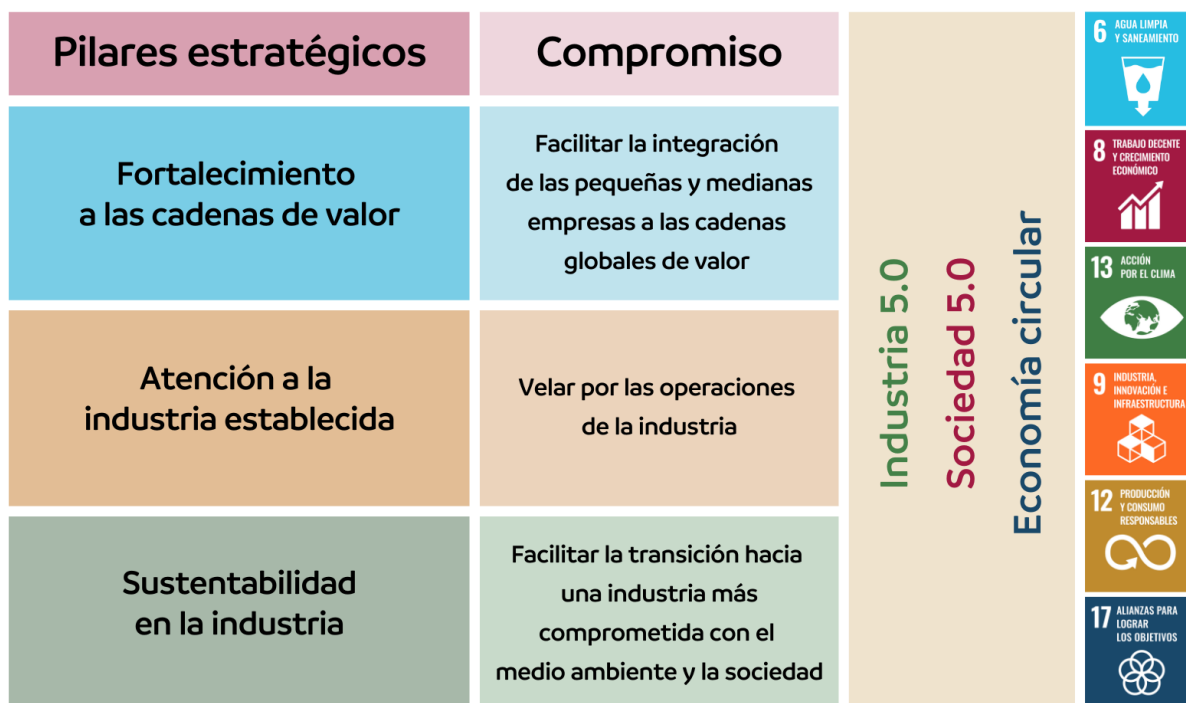 Pilares estratégicos
Compromiso
Fortalecimiento
a las cadenas de valor
Facilitar la integración
de las pequeñas y medianas
empresas a las cadenas
globales de valor
Atención a la
industria establecida
Velar por las operaciones
de la industria
Sustentabilidad
en la industria
Facilitar la transición hacia
una industria más
comprometida con el
medio ambiente y la sociedad
Industria 5.0
Sociedad 5.0
Economía circular
6 AGUA LIMPIA
Y SANEAMIENTO
8 TRABAJO DECENTE
Y CRECIMIENTO
ECONÓMICO
13 ACCIÓN
POR EL CLIMA
9 INDUSTRIA,
INNOVACIÓN E
INFRAESTRUCTURA
12 PRODUCCIÓN
Y CONSUMO
RESPONSABLES
17 ALIANZAS PARA
LOGRAR
LOS OBJETIVOS